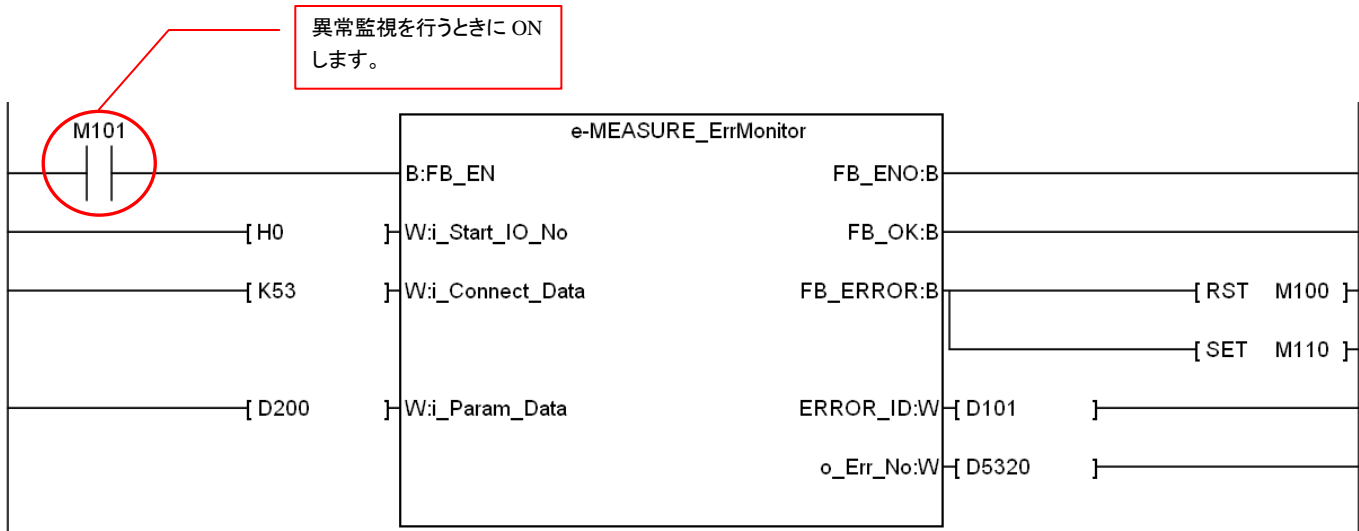 異常監視を行うときに ON
します。
M101
e-MEASURE_ErrMonitor
B:FB_EN
FB_ENO:B
[ H0 ]
W:i_Start_IO_No
FB_OK:B
[ K53 ]
W:i_Connect_Data
FB_ERROR:B
[ RST M100 ]
[ SET M110 ]
[ D200 ]
W:i_Param_Data
ERROR_ID:W
[ D101 ]
o_Err_No:W
[ D5320 ]